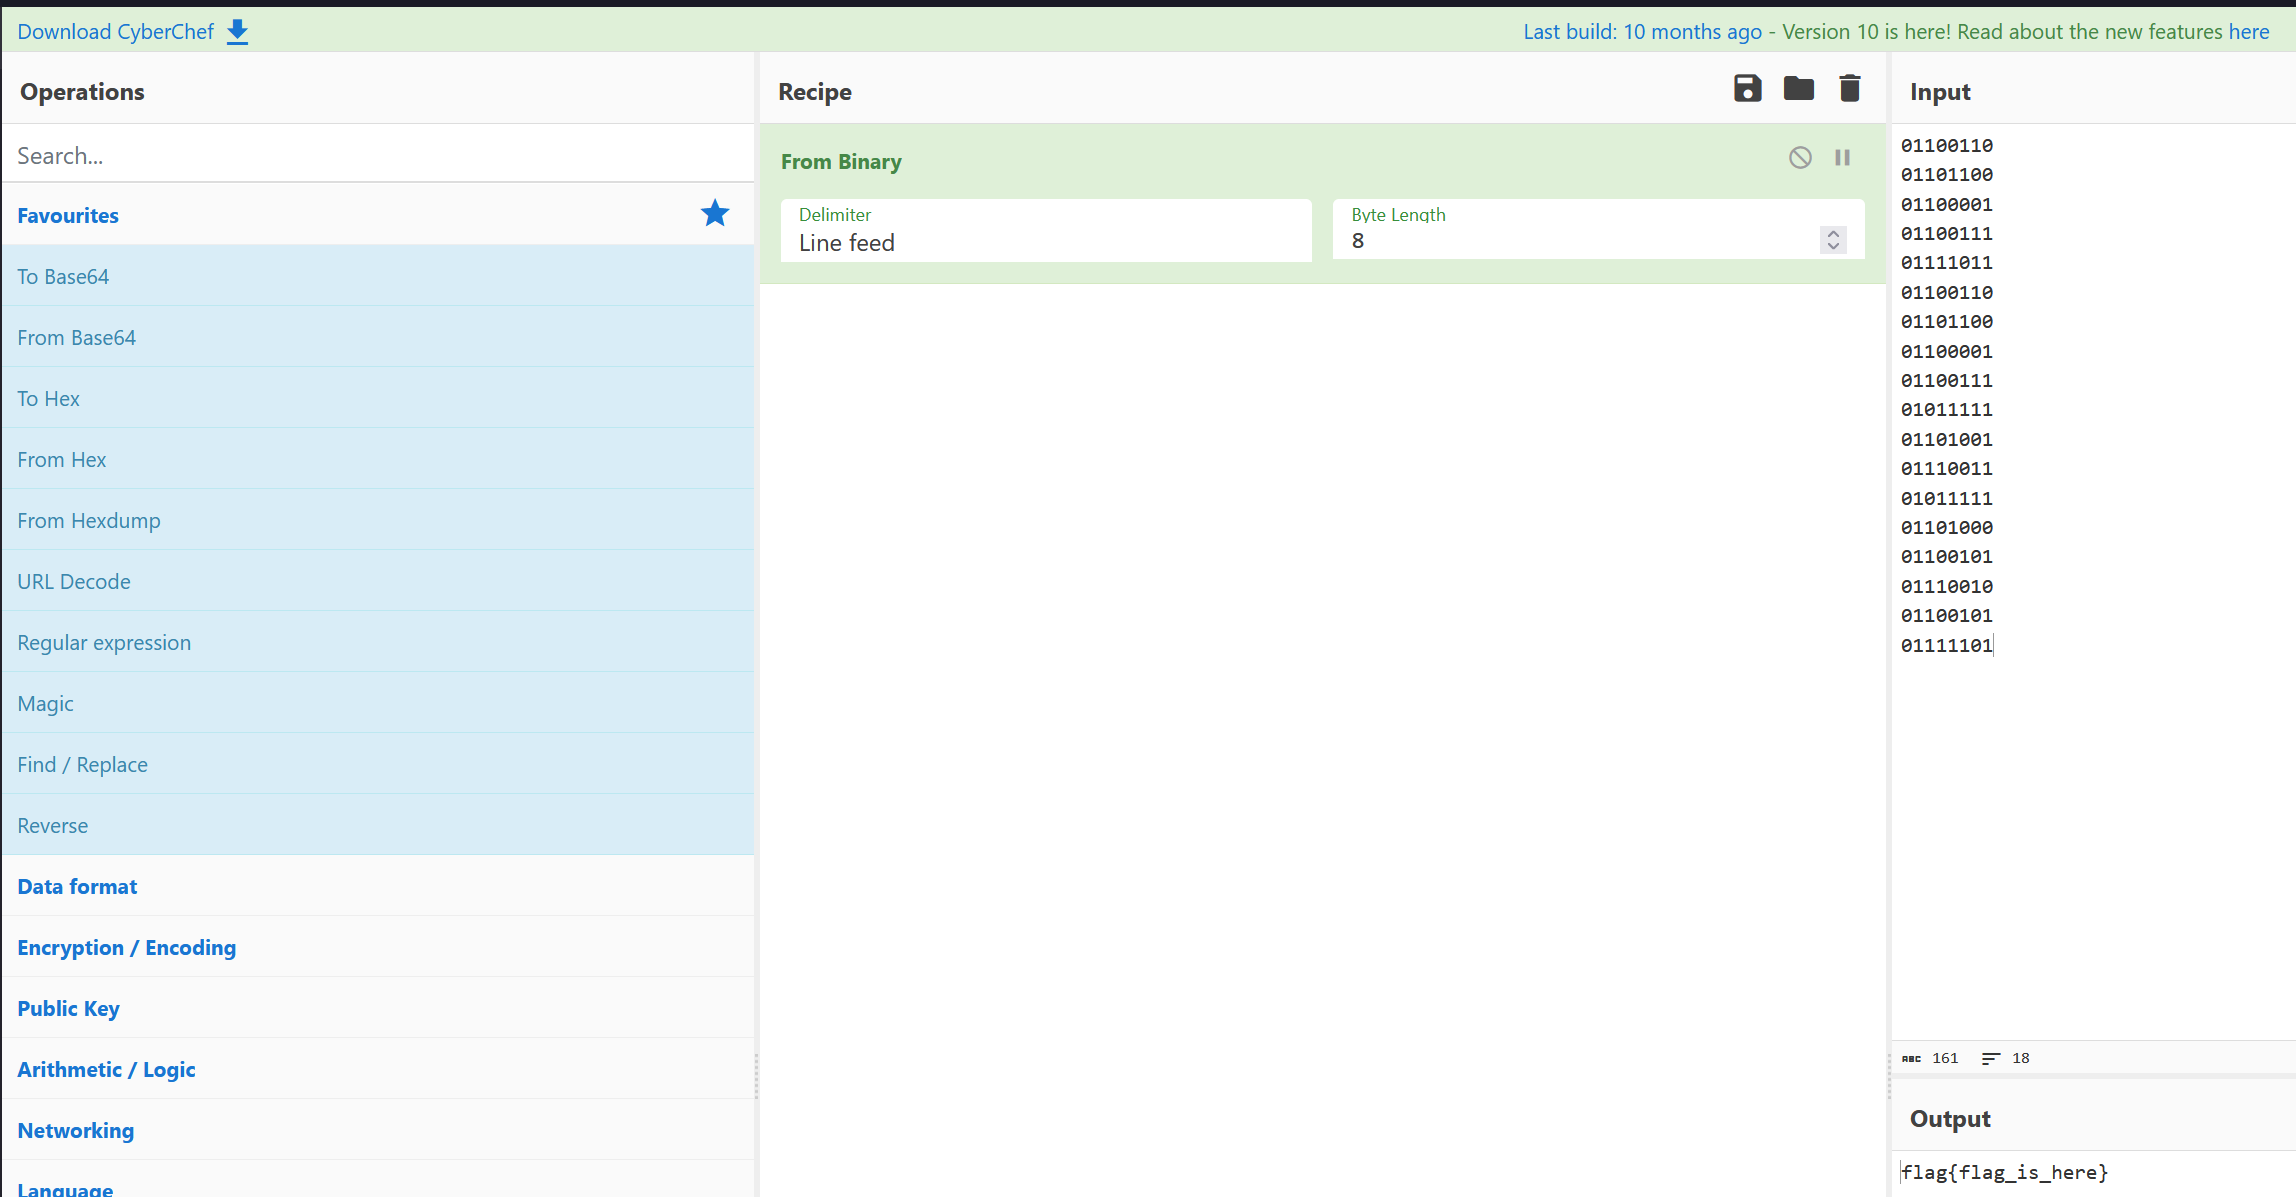 Download CyberChef
Last build: 10 months ago - Version 10 is here! Read about the new features here
Operations
Search...
Favourites
To Base64
From Base64
To Hex
From Hex
From Hexdump
URL Decode
Regular expression
Magic
Find / Replace
Reverse
Data format
Encryption / Encoding
Public Key
Arithmetic / Logic
Networking
Language
Recipe
From Binary
Delimiter
Line feed
Byte Length
8
Input
01100110
01101100
01100001
01100111
01111011
01100110
01101100
01100001
01100111
01011111
01101001
01110011
01011111
01101000
01100101
01110010
01100101
01111101
ABC 161 18
Output
flag{flag_is_here}